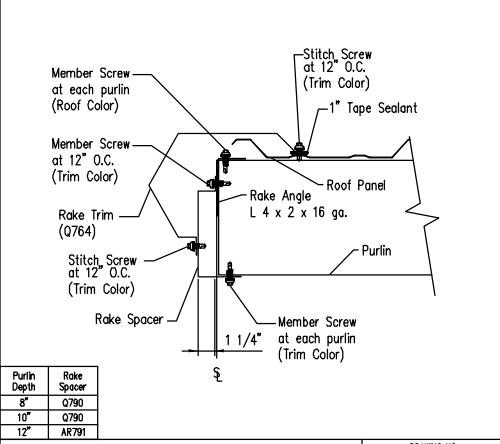 Stitch Screw
at 12" O.C.
(Trim Color)
Member Screw
at each purlin
(Roof Color)
1" Tape Sealant
Member Screw
at 12" O.C.
(Trim Color)
Roof Panel
Rake Angle
L 4 x 2 x 16 ga.
Rake Trim
(Q764)
Purlin
Stitch Screw
at 12" O.C.
(Trim Color)
Rake Spacer
Member Screw
at each purlin
(Trim Color)
1 1/4"
Purlin Depth Rake Spacer
8" Q790
10" Q790
12" AR791